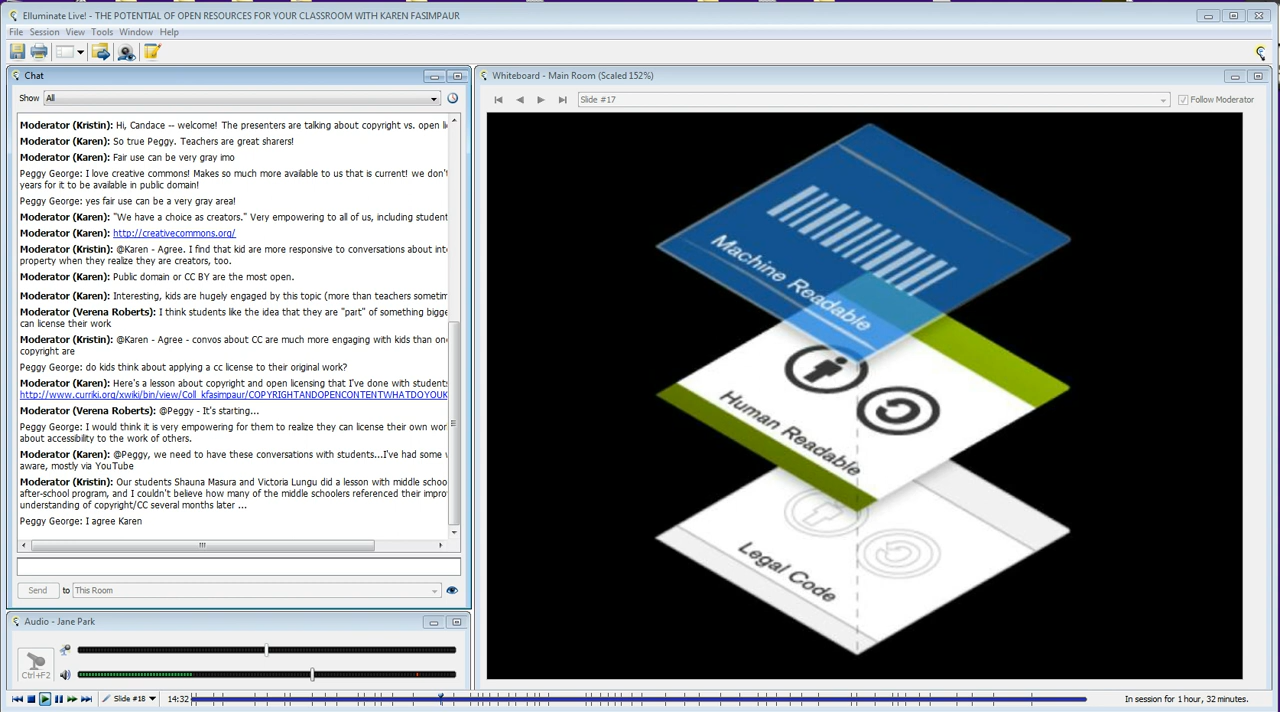 Elluminate Live! - THE POTENTIAL OF OPEN RESOURCES FOR YOUR CLASSROOM WITH KAREN FASIMPAUR
File Session View Tools Window Help
Chat
Show All
Moderator (Kristin): Hi, Candace -- welcome! The presenters are talking about copyright vs. open li
Moderator (Karen): So true Peggy. Teachers are great sharers!
Moderator (Karen): Fair use can be very gray imo
Peggy George: I love creative commons! Makes so much more available to us that is current! we don'
years for it to be available in public domain!
Peggy George: yes fair use can be a very gray area!
Moderator (Karen): "We have a choice as creators." Very empowering to all of us, including student
Moderator (Karen): http://creativecommons.org/
Moderator (Kristin): @Karen - Agree. I find that kid are more responsive to conversations about inte
property when they realize they are creators, too.
Moderator (Karen): Public domain or CC BY are the most open.
Moderator (Karen): Interesting, kids are hugely engaged by this topic (more than teachers sometim
Moderator (Verena Roberts): I think students like the idea that they are "part" of something bigge
can license their work
Moderator (Kristin): @Karen - Agree - convos about CC are much more engaging with kids than on
copyright are
Peggy George: do kids think about applying a cc license to their original work?
Moderator (Karen): Here's a lesson about copyright and open licensing that I've done with students
http://www.curriki.org/xwiki/bin/view/Coll_kfasimpaur/COPYRIGHTANDOPENCONTENTWHATDOYOUK
Moderator (Verena Roberts): @Peggy - It's starting...
Peggy George: I would think it is very empowering for them to realize they can license their own wor
about accessibility to the work of others.
Moderator (Karen): @Peggy, we need to have these conversations with students...I've had some
aware, mostly via YouTube
Moderator (Kristin): Our students Shauna Masura and Victoria Lungu did a lesson with middle schoo
after-school program, and I couldn't believe how many of the middle schoolers referenced their impro
understanding of copyright/CC several months later ...
Peggy George: I agree Karen
Send to This Room
Audio - Jane Park
Ctrl+F2
Slide #18 14:32
Whiteboard - Main Room (Scaled 152%)
Slide #17 Follow Moderator
Machine Readable
Human Readable
Legal Code
In session for 1 hour, 32 minutes.